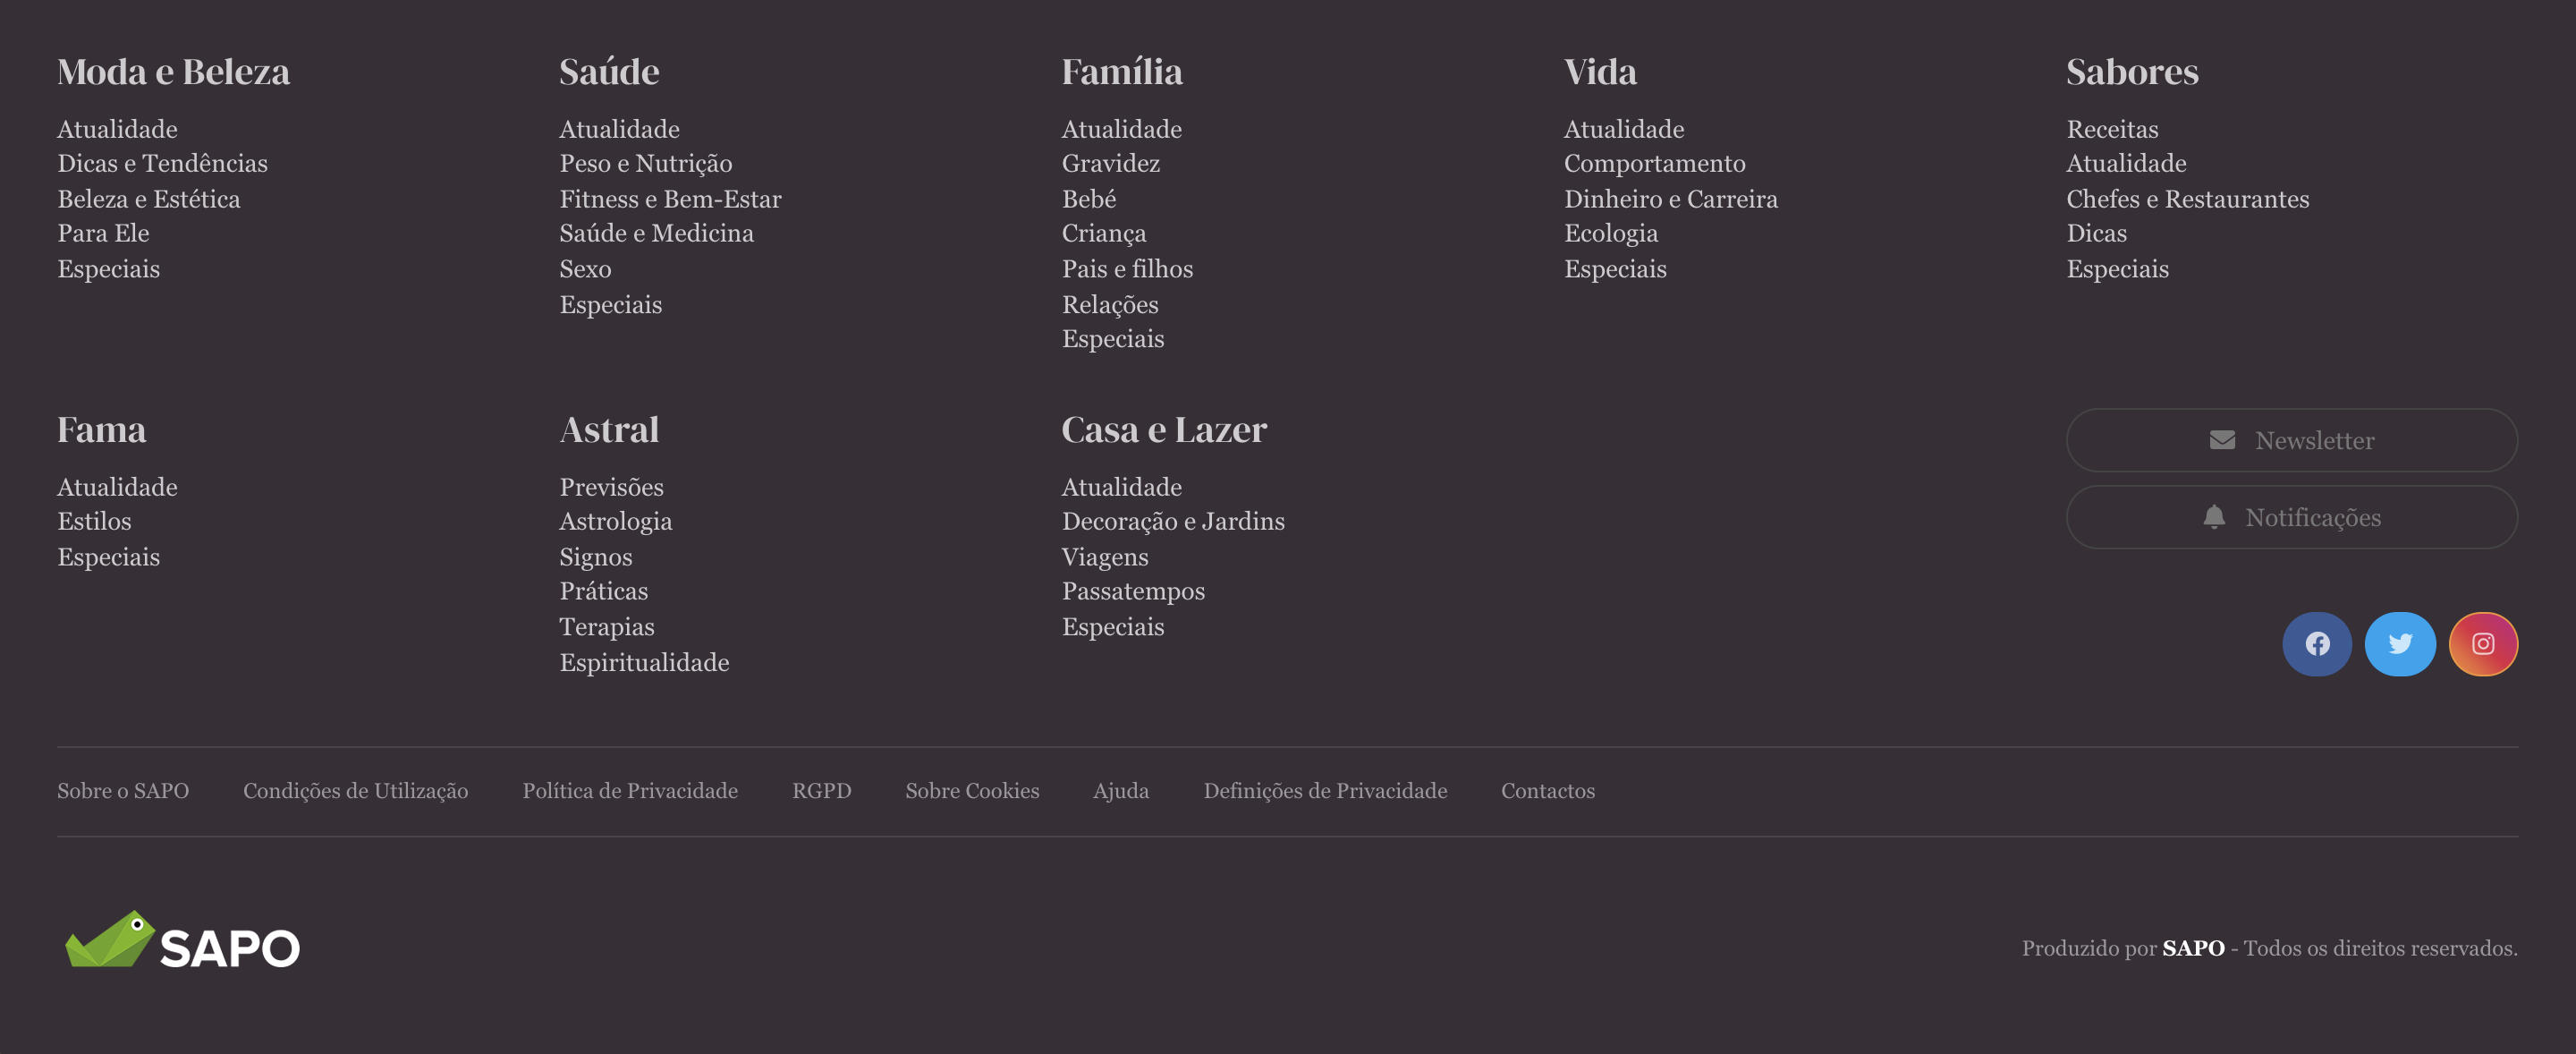 Moda e Beleza
Atualidade
Dicas e Tendências
Beleza e Estética
Para Ele
Especiais
Saúde
Atualidade
Peso e Nutrição
Fitness e Bem-Estar
Saúde e Medicina
Sexo
Especiais
Família
Atualidade
Gravidez
Bebé
Criança
Pais e filhos
Relações
Especiais
Vida
Atualidade
Comportamento
Dinheiro e Carreira
Ecologia
Especiais
Sabores
Receitas
Atualidade
Chefes e Restaurantes
Dicas
Especiais
Fama
Atualidade
Estilos
Especiais
Astral
Previsões
Astrologia
Signos
Práticas
Terapias
Espiritualidade
Casa e Lazer
Atualidade
Decoração e Jardins
Viagens
Passatempos
Especiais
Newsletter
Notificações
Sobre o SAPO Condições de Utilização Política de Privacidade RGPD Sobre Cookies Ajuda Definições de Privacidade Contactos
SAPO
Produzido por SAPO - Todos os direitos reservados.